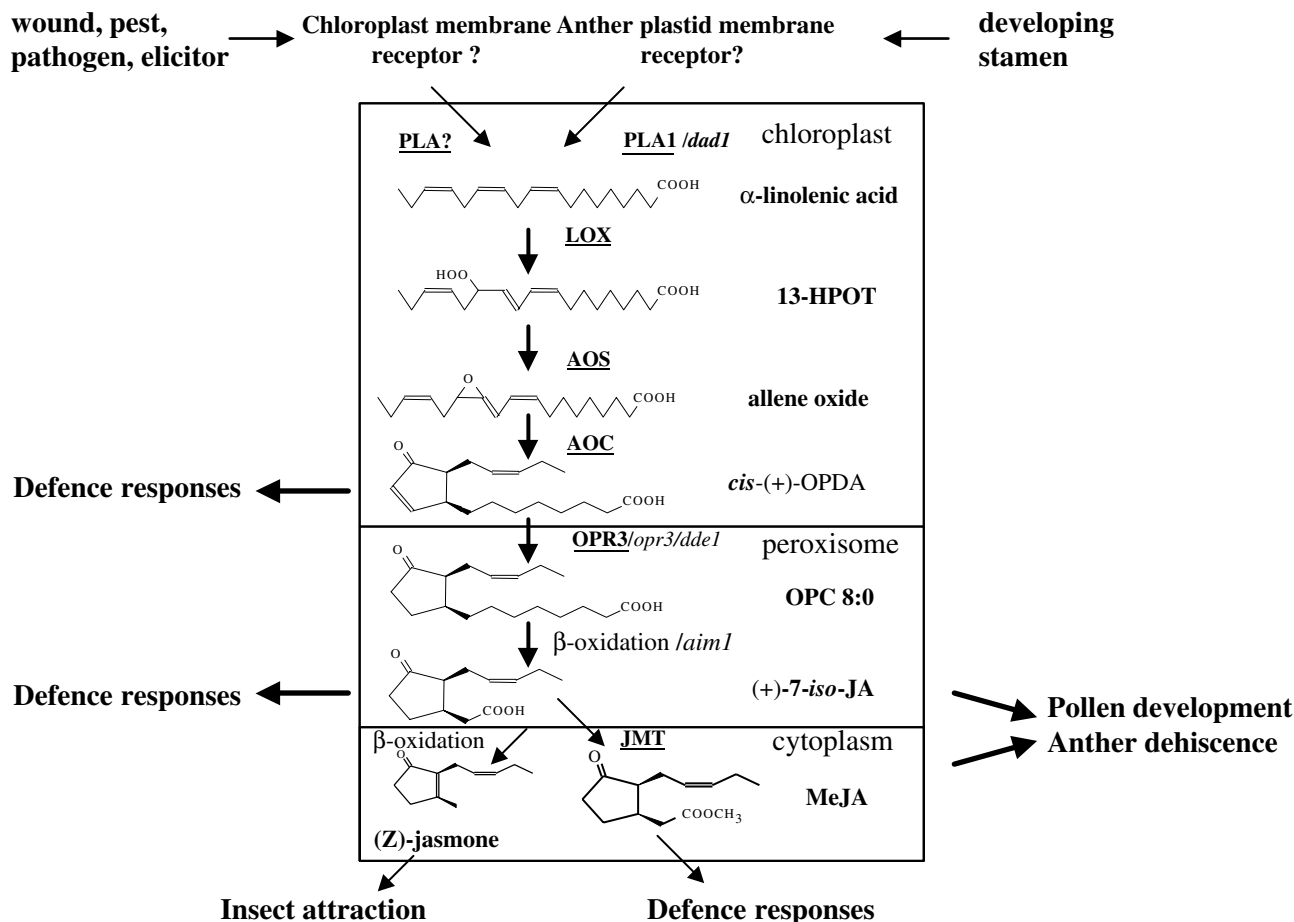 wound, pest,
pathogen, elicitor
Chloroplast membrane
receptor ?
Anther plastid membrane
receptor?
developing
stamen
PLA?
PLA1 /dad1
chloroplast
COOH
α-linolenic acid
LOX
HOO
COOH
13-HPOT
AOS
O
COOH
allene oxide
AOC
O
COOH
cis-(+)-OPDA
Defence responses
OPR3/opr3/dde1
peroxisome
O
COOH
OPC 8:0
β-oxidation /aim1
O
COOH
(+)-7-iso-JA
Defence responses
Pollen development
Anther dehiscence
β-oxidation
JMT
cytoplasm
O
O
COOCH3
MeJA
(Z)-jasmone
Insect attraction
Defence responses